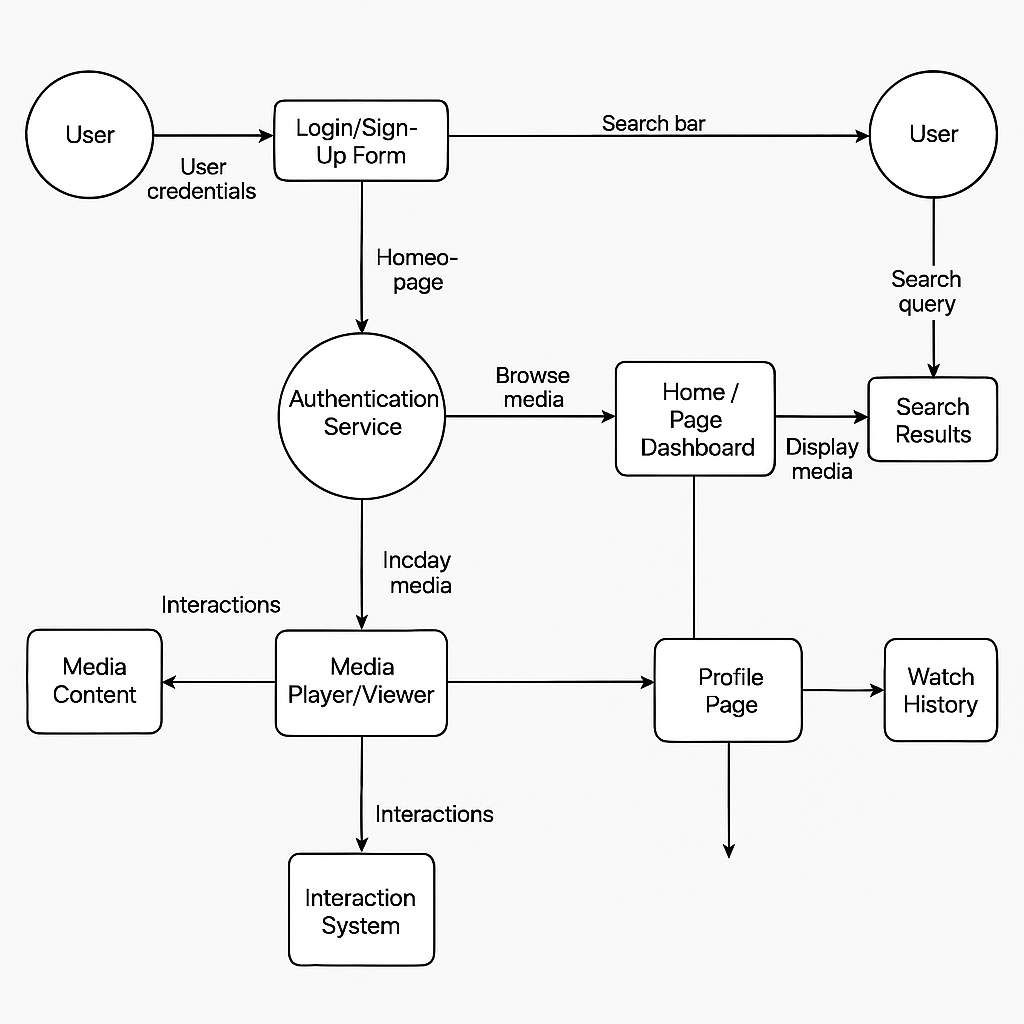 User
User
credentials
Login/Sign-
Up Form
Search bar
User
Homeo-
page
Search
query
Authentication
Service
Browse
media
Home /
Page
Dashboard
Display
media
Search
Results
Incday
media
Interactions
Media
Content
Media
Player/Viewer
Profile
Page
Watch
History
Interactions
Interaction
System